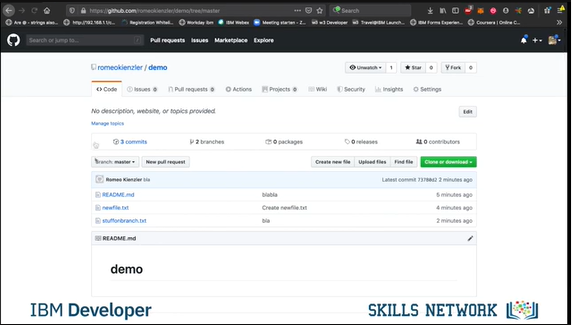 https://github.com/romeokienzler/demo/tree/master
Search
Are @ - strings also...
http://192.168.1.1
Registration Whitelist
Workday ibm
IBM Webex
Meeting starten - Z...
w3 Developer
Travel@IBM Launch
IBM Forms Experien...
Coursera | Online C...
Search or jump to...
Pull requests Issues Marketplace Explore
romeokienzler / demo
Unwatch 1 Star 0 Fork 0
Code Issues 0 Pull requests 0 Actions Projects 0 Wiki Security Insights Settings
No description, website, or topics provided.
Edit
Manage topics
3 commits 2 branches 0 packages 0 releases 0 contributors
Branch: master New pull request Create new file Upload files Find file Clone or download
Romeo Kienzler bla Latest commit 2 minutes ago
README.md blabla 5 minutes ago
newfile.txt Create newfile.txt 4 minutes ago
stuffonbranch.txt bla 2 minutes ago
README.md
demo
IBM Developer
SKILLS NETWORK